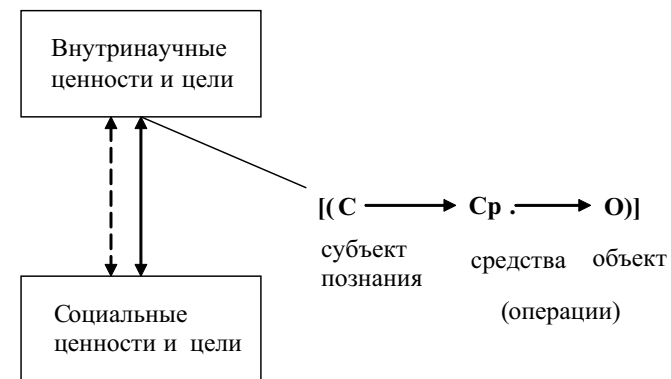 Внутринаучные
ценности и цели
[( С Ср . О)]
субъект
познания
средства объект
(операции)
Социальные
ценности и цели